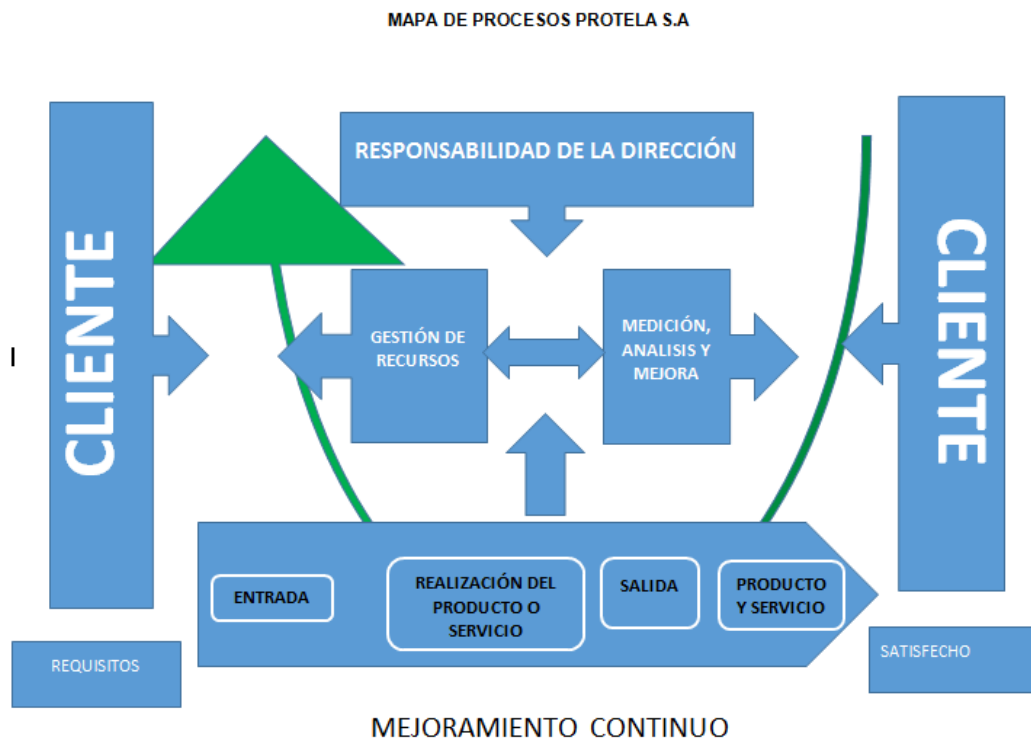 MAPA DE PROCESOS PROTELA S.A
RESPONSABILIDAD DE LA DIRECCIÓN
CLIENTE
CLIENTE
GESTIÓN DE
RECURSOS
MEDICIÓN,
ANALISIS Y
MEJORA
ENTRADA
REALIZACIÓN DEL
PRODUCTO O
SERVICIO
SALIDA
PRODUCTO
Y SERVICIO
REQUISITOS
SATISFECHO
MEJORAMIENTO CONTINUO